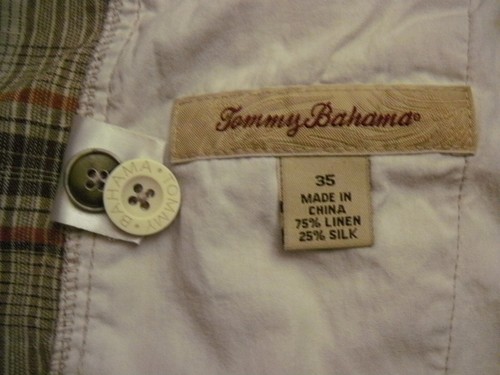 Tommy Bahama®
35
MADE IN
CHINA
75% LINEN
25% SILK
TOMMY
BAHAMA